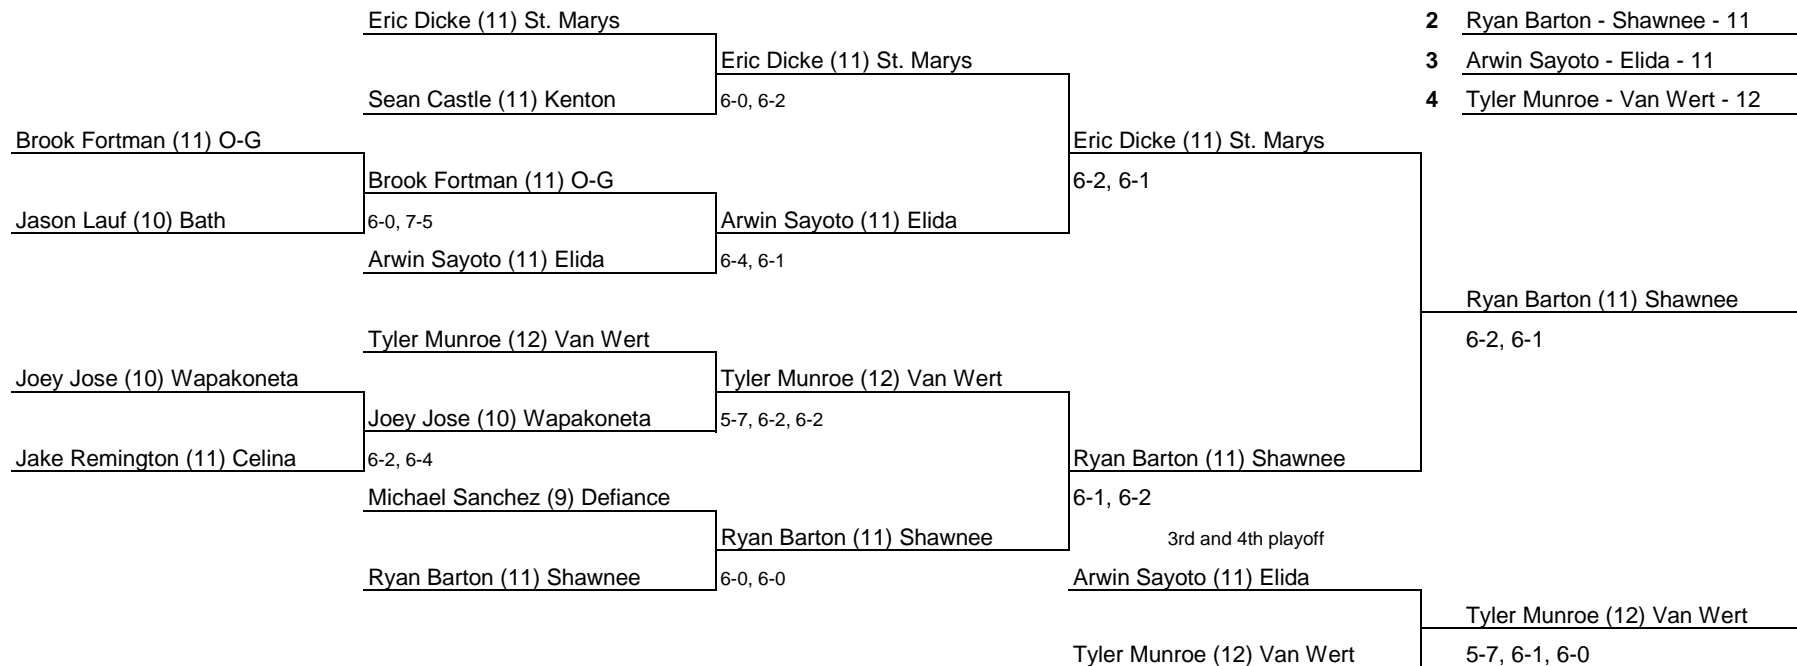 Eric Dicke (11) St. Marys
2 Ryan Barton - Shawnee - 11
Eric Dicke (11) St. Marys
3 Arwin Sayoto - Elida - 11
Sean Castle (11) Kenton
6-0, 6-2
4 Tyler Munroe - Van Wert - 12
Brook Fortman (11) O-G
Eric Dicke (11) St. Marys
Brook Fortman (11) O-G
6-2, 6-1
Jason Lauf (10) Bath
6-0, 7-5
Arwin Sayoto (11) Elida
Arwin Sayoto (11) Elida
6-4, 6-1
Ryan Barton (11) Shawnee
Tyler Munroe (12) Van Wert
6-2, 6-1
Joey Jose (10) Wapakoneta
Tyler Munroe (12) Van Wert
Joey Jose (10) Wapakoneta
5-7, 6-2, 6-2
Jake Remington (11) Celina
6-2, 6-4
Ryan Barton (11) Shawnee
Michael Sanchez (9) Defiance
6-1, 6-2
Ryan Barton (11) Shawnee
3rd and 4th playoff
Ryan Barton (11) Shawnee
6-0, 6-0
Arwin Sayoto (11) Elida
Tyler Munroe (12) Van Wert
Tyler Munroe (12) Van Wert
5-7, 6-1, 6-0